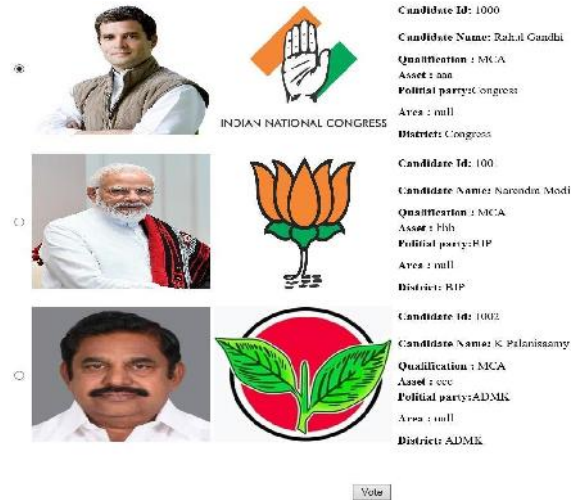 Candidate Id: 1000
Candidate Name: Rahul Gandhi
Qualification : MCA
Asset : aaa
Politial party:Congress
Area : null
District: Congress
INDIAN NATIONAL CONGRESS
Candidate Id: 1001
Candidate Name: Narendra Modi
Qualification : MCA
Asset : bbb
Politial party:BJP
Area : null
District: BJP
Candidate Id: 1002
Candidate Name: K Palanisaamy
Qualification : MCA
Asset : ccc
Politial party:ADMK
Area : null
District: ADMK
Vote